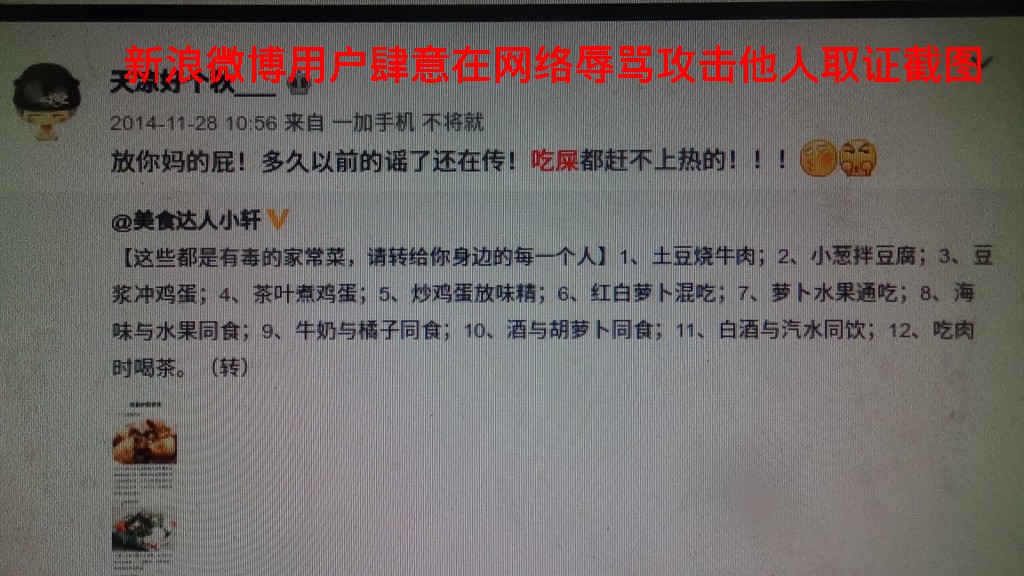 新浪微博用户肆意在网络辱骂攻击他人取证截图
天凉好个秋___
2014-11-28 10:56 来自 一加手机 不将就
放你妈的屁！多久以前的谣了还在传！吃屎都赶不上热的！！！
@美食达人小轩
【这些都是有毒的家常菜，请转给你身边的每一个人】1、土豆烧牛肉；2、小葱拌豆腐；3、豆
浆冲鸡蛋；4、茶叶煮鸡蛋；5、炒鸡蛋放味精；6、红白萝卜混吃；7、萝卜水果通吃；8、海
味与水果同食；9、牛奶与橘子同食；10、酒与胡萝卜同食；11、白酒与汽水同饮；12、吃肉
时喝茶。（转）